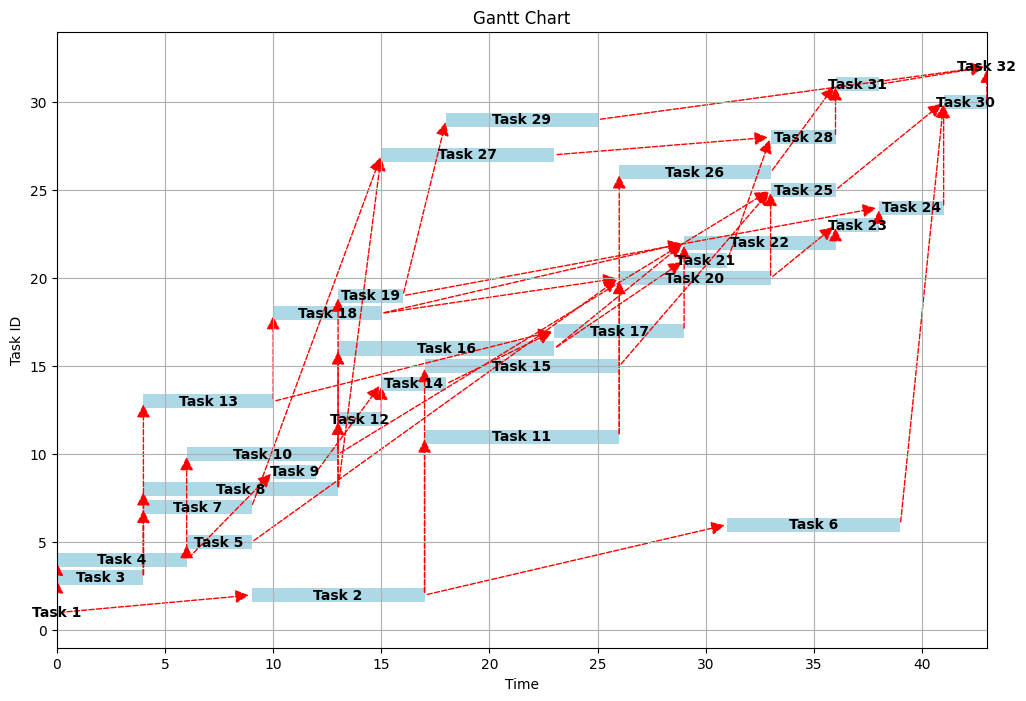 Gantt Chart
Task 32
Task 31
30
Task 30
Task 29
Task 28
Task 27
Task 26
25
Task 25
Task 24
Task 23
Task 22
Task 21
20
Task 20
Task 19
Task 18
Task 17
Task 16
15
Task 15
Task 14
Task 13
Task 12
Task 11
10
Task 10
Task 9
Task 8
Task 7
Task 6
5
Task 5
Task 4
Task 3
Task 2
Task 1
0
Task ID
0 5 10 15 20 25 30 35 40
Time